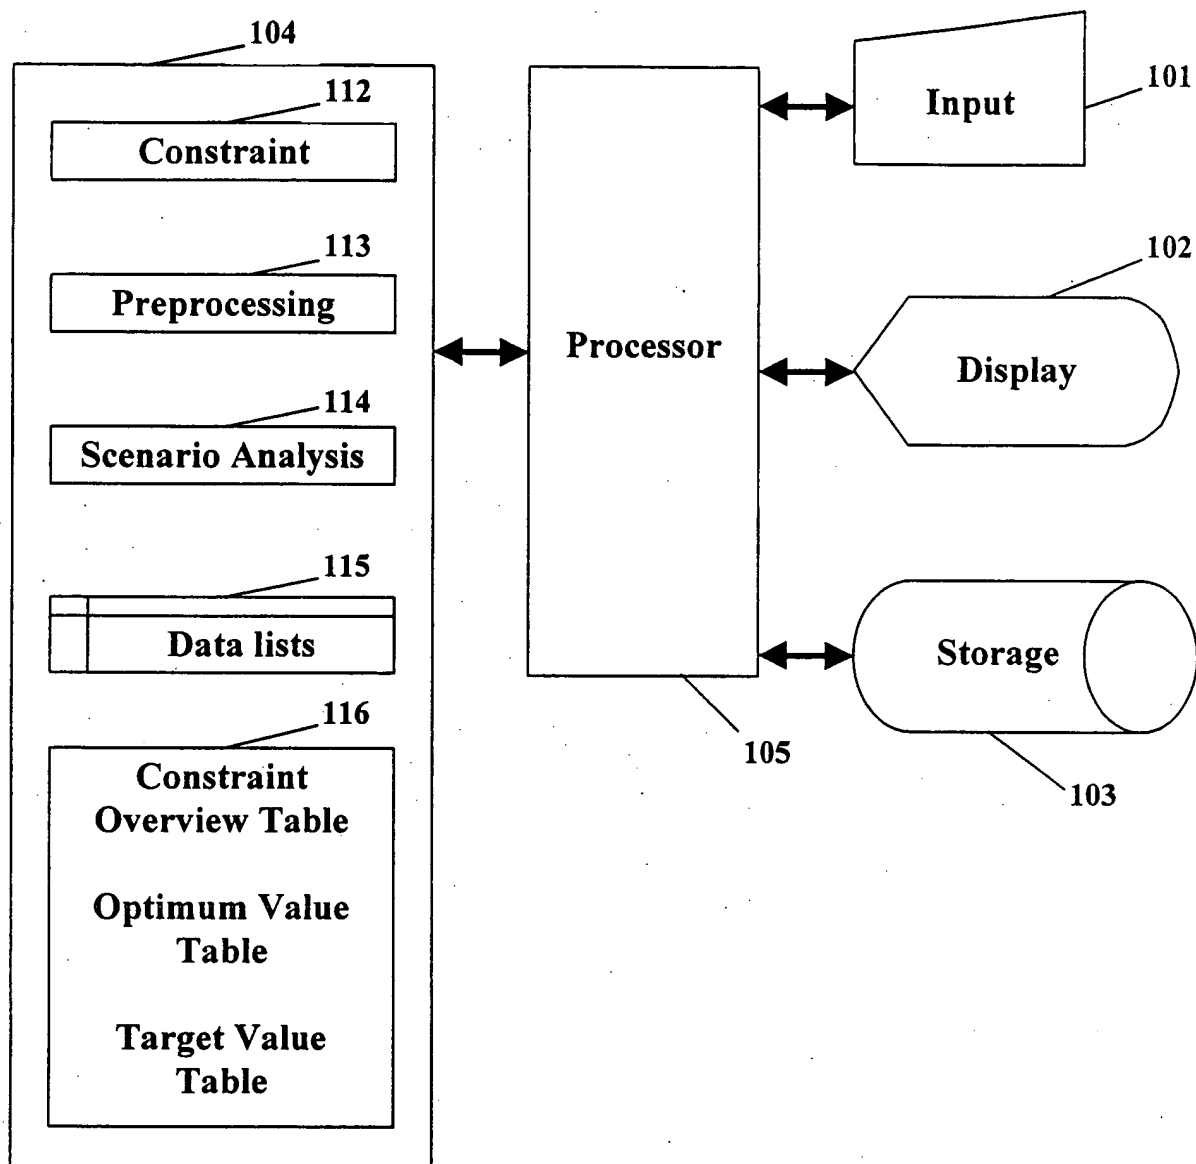 104
112
Constraint
113
Preprocessing
114
Scenario Analysis
115
Data lists
116
Constraint
Overview Table
Optimum Value
Table
Target Value
Table
Processor
105
Input
101
102
Display
Storage
103